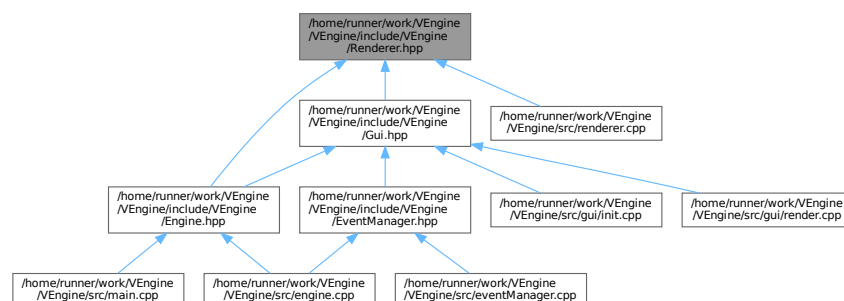 /home/runner/work/VEngine
/VEngine/include/VEngine
/Renderer.hpp
/home/runner/work/VEngine
/VEngine/include/VEngine
/Gui.hpp
/home/runner/work/VEngine
/VEngine/src/renderer.cpp
/home/runner/work/VEngine
/VEngine/include/VEngine
/Engine.hpp
/home/runner/work/VEngine
/VEngine/include/VEngine
/EventManager.hpp
/home/runner/work/VEngine
/VEngine/src/gui/init.cpp
/home/runner/work/VEngine
/VEngine/src/gui/render.cpp
/home/runner/work/VEngine
/VEngine/src/main.cpp
/home/runner/work/VEngine
/VEngine/src/engine.cpp
/home/runner/work/VEngine
/VEngine/src/eventManager.cpp